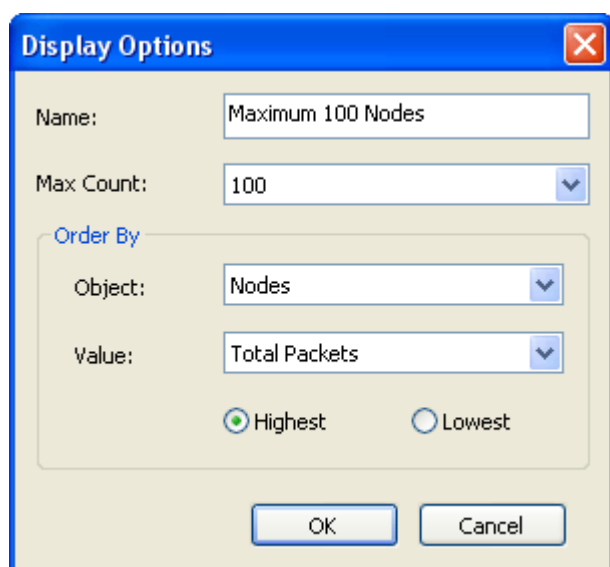 Display Options
Name: Maximum 100 Nodes
Max Count: 100
Order By
Object: Nodes
Value: Total Packets
Highest Lowest
OK Cancel